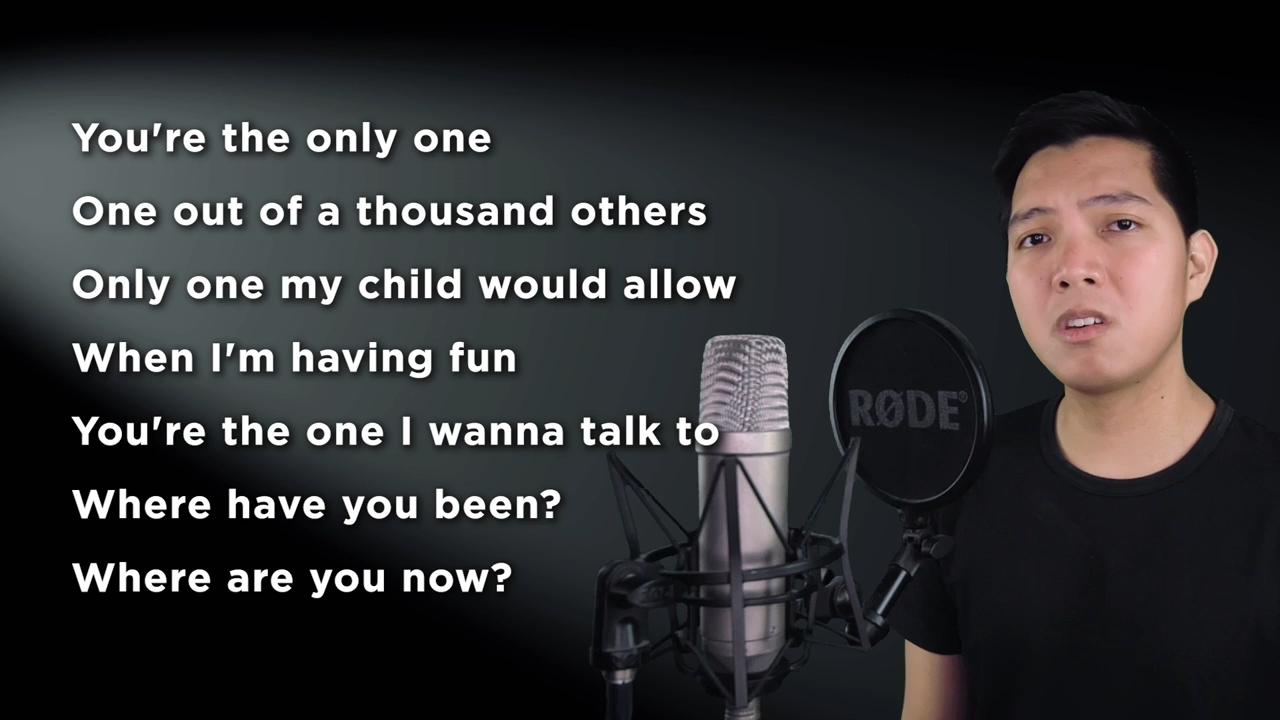 You're the only one
One out of a thousand others
Only one my child would allow
When I'm having fun
You're the one I wanna talk to
Where have you been?
Where are you now?
RØDE®